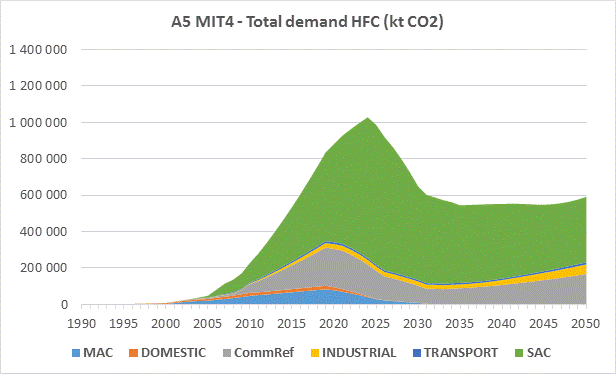 A5 MIT4 - Total demand HFC (kt CO2)
1 400 000
1 200 000
1 000 000
800 000
600 000
400 000
200 000
0
1990 1995 2000 2005 2010 2015 2020 2025 2030 2035 2040 2045 2050
MAC DOMESTIC CommRef INDUSTRIAL TRANSPORT SAC